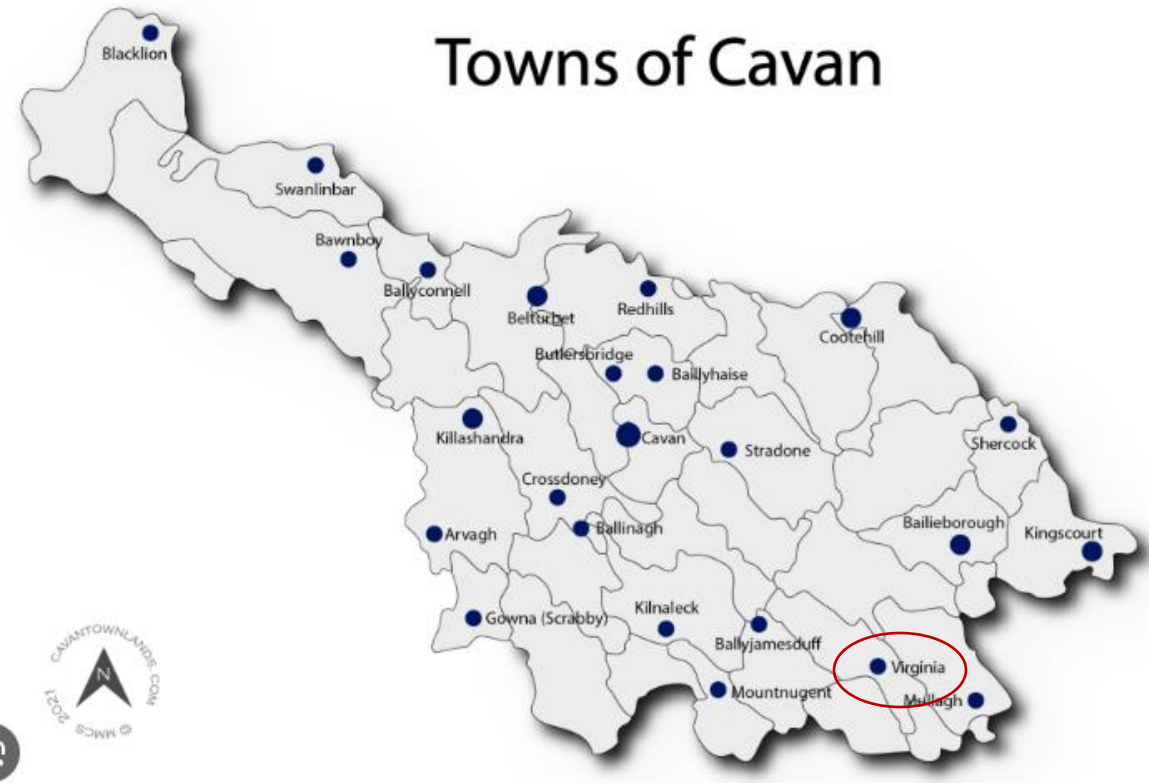 Towns of Cavan
Blacklion
Swanlinbar
Bawnboy
Ballyconnell
Belturbet
Redhills
Cootehill
Butlersbridge
Baillyhaise
Killashandra
Cavan
Stradone
Shercock
Crossdoney
Ballinagh
Arvagh
Bailieborough
Kingscourt
Gowna (Scrabby)
Kilnaleck
Ballyjamesduff
Virginia
Mountnugent
Mullagh
CAVANTOWNLANDS.COM
N
© MMCS 2021